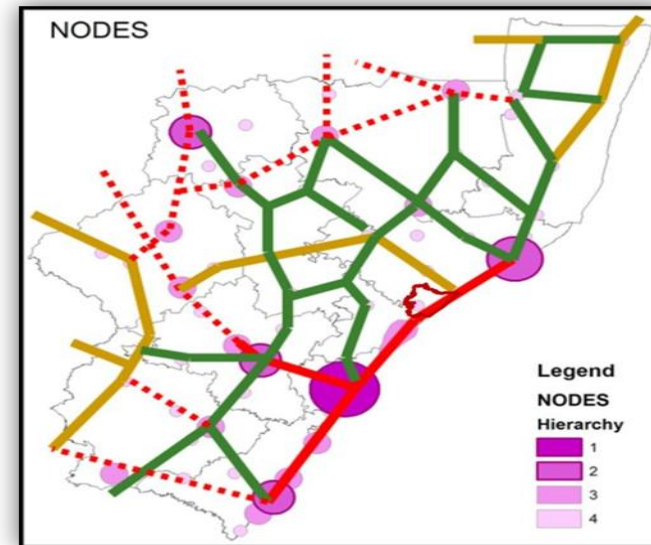 NODES
Legend
NODES
Hierarchy
1
2
3
4